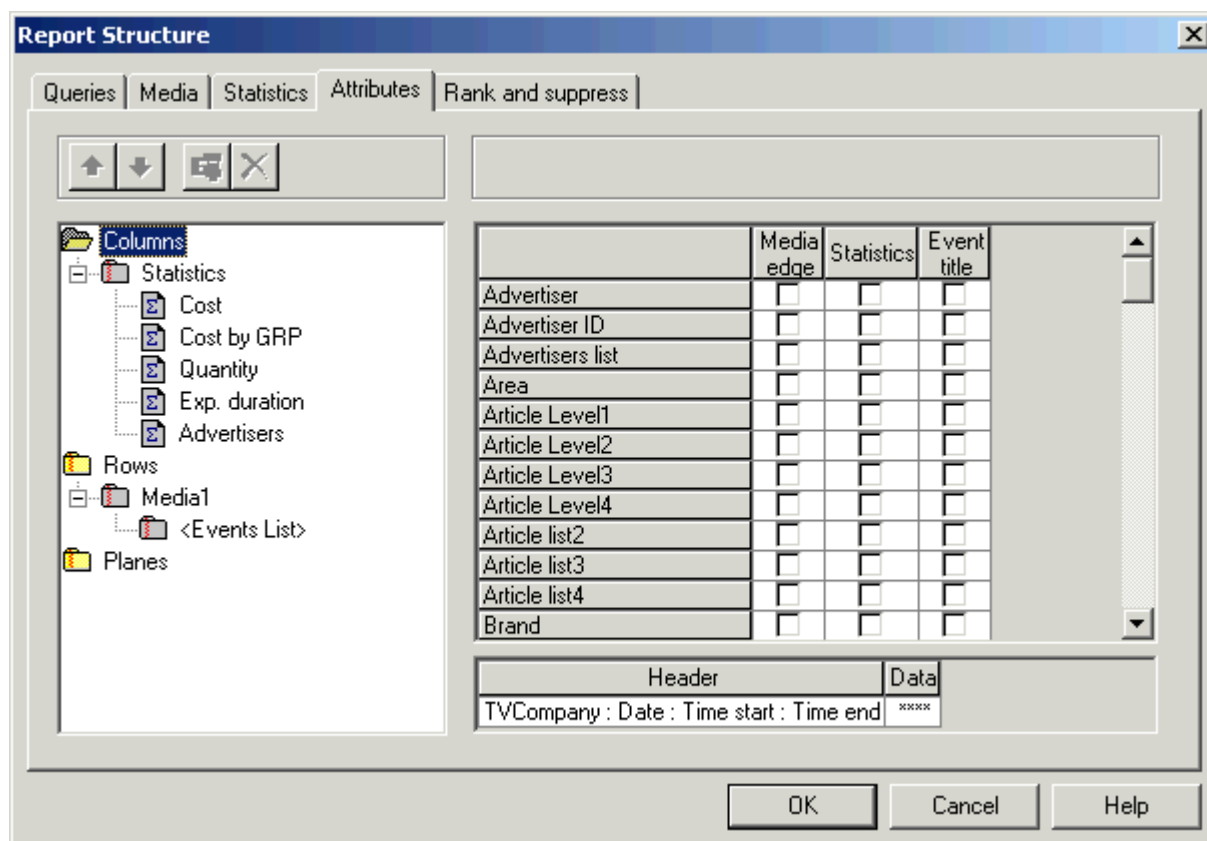 Report Structure
Queries Media Statistics Attributes Rank and suppress
Columns
Statistics
Cost
Cost by GRP
Quantity
Exp. duration
Advertisers
Rows
Media1
<Events List>
Planes
Media edge Statistics Event title
Advertiser
Advertiser ID
Advertisers list
Area
Article Level1
Article Level2
Article Level3
Article Level4
Article list2
Article list3
Article list4
Brand
Header Data
TVCompany : Date : Time start : Time end ****
OK Cancel Help